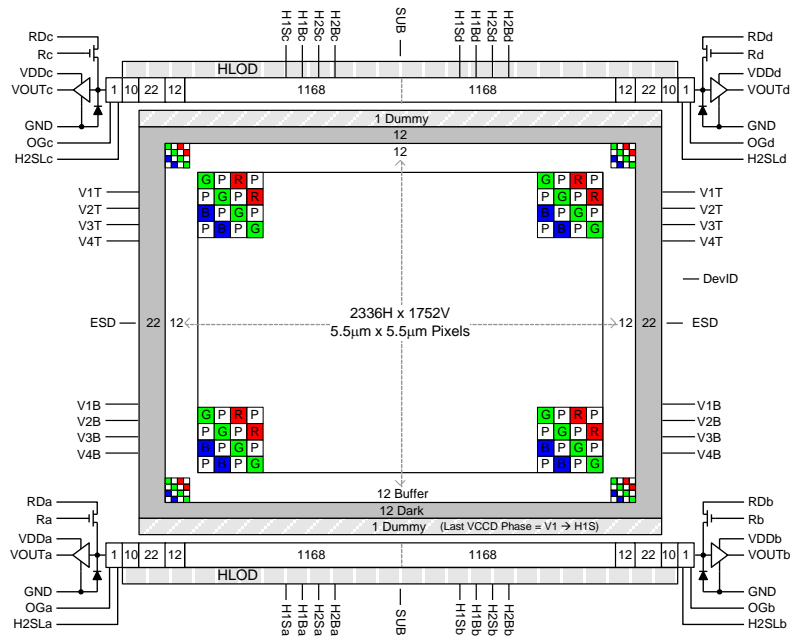 H1Sc H1Bc H2Sc H2Bc SUB H1Sd H1Bd H2Sd H2Bd
RDc RDd
Rc Rd
HLOD
VDDc VDDd
VOUTc 1 10 22 12 1168 1168 12 22 10 1 VOUTd
GND GND
1 Dummy
OGc OGd
12
H2SLc 12 H2SLd
G P R P G P R P
V1T P G P R P G P R V1T
V2T B P G P B P G P V2T
V3T P B P G P B P G V3T
V4T V4T
DevID
2336H x 1752V
ESD 22 12 12 22 ESD
5.5μm x 5.5μm Pixels
V1B G P R P G P R P V1B
V2B P G P R P G P R V2B
V3B B P G P B P G P V3B
V4B P B P G P B P G V4B
12 Buffer
RDa 12 Dark RDb
Ra 1 Dummy (Last VCCD Phase = V1 → H1S) Rb
VDDa VDDb
VOUTa 1 10 22 12 1168 1168 12 22 10 1 VOUTb
HLOD
GND GND
OGa OGb
H2SLa H2SLb
H1Sa H1Ba H2Sa H2Ba SUB H1Sb H1Bb H2Sb H2Bb